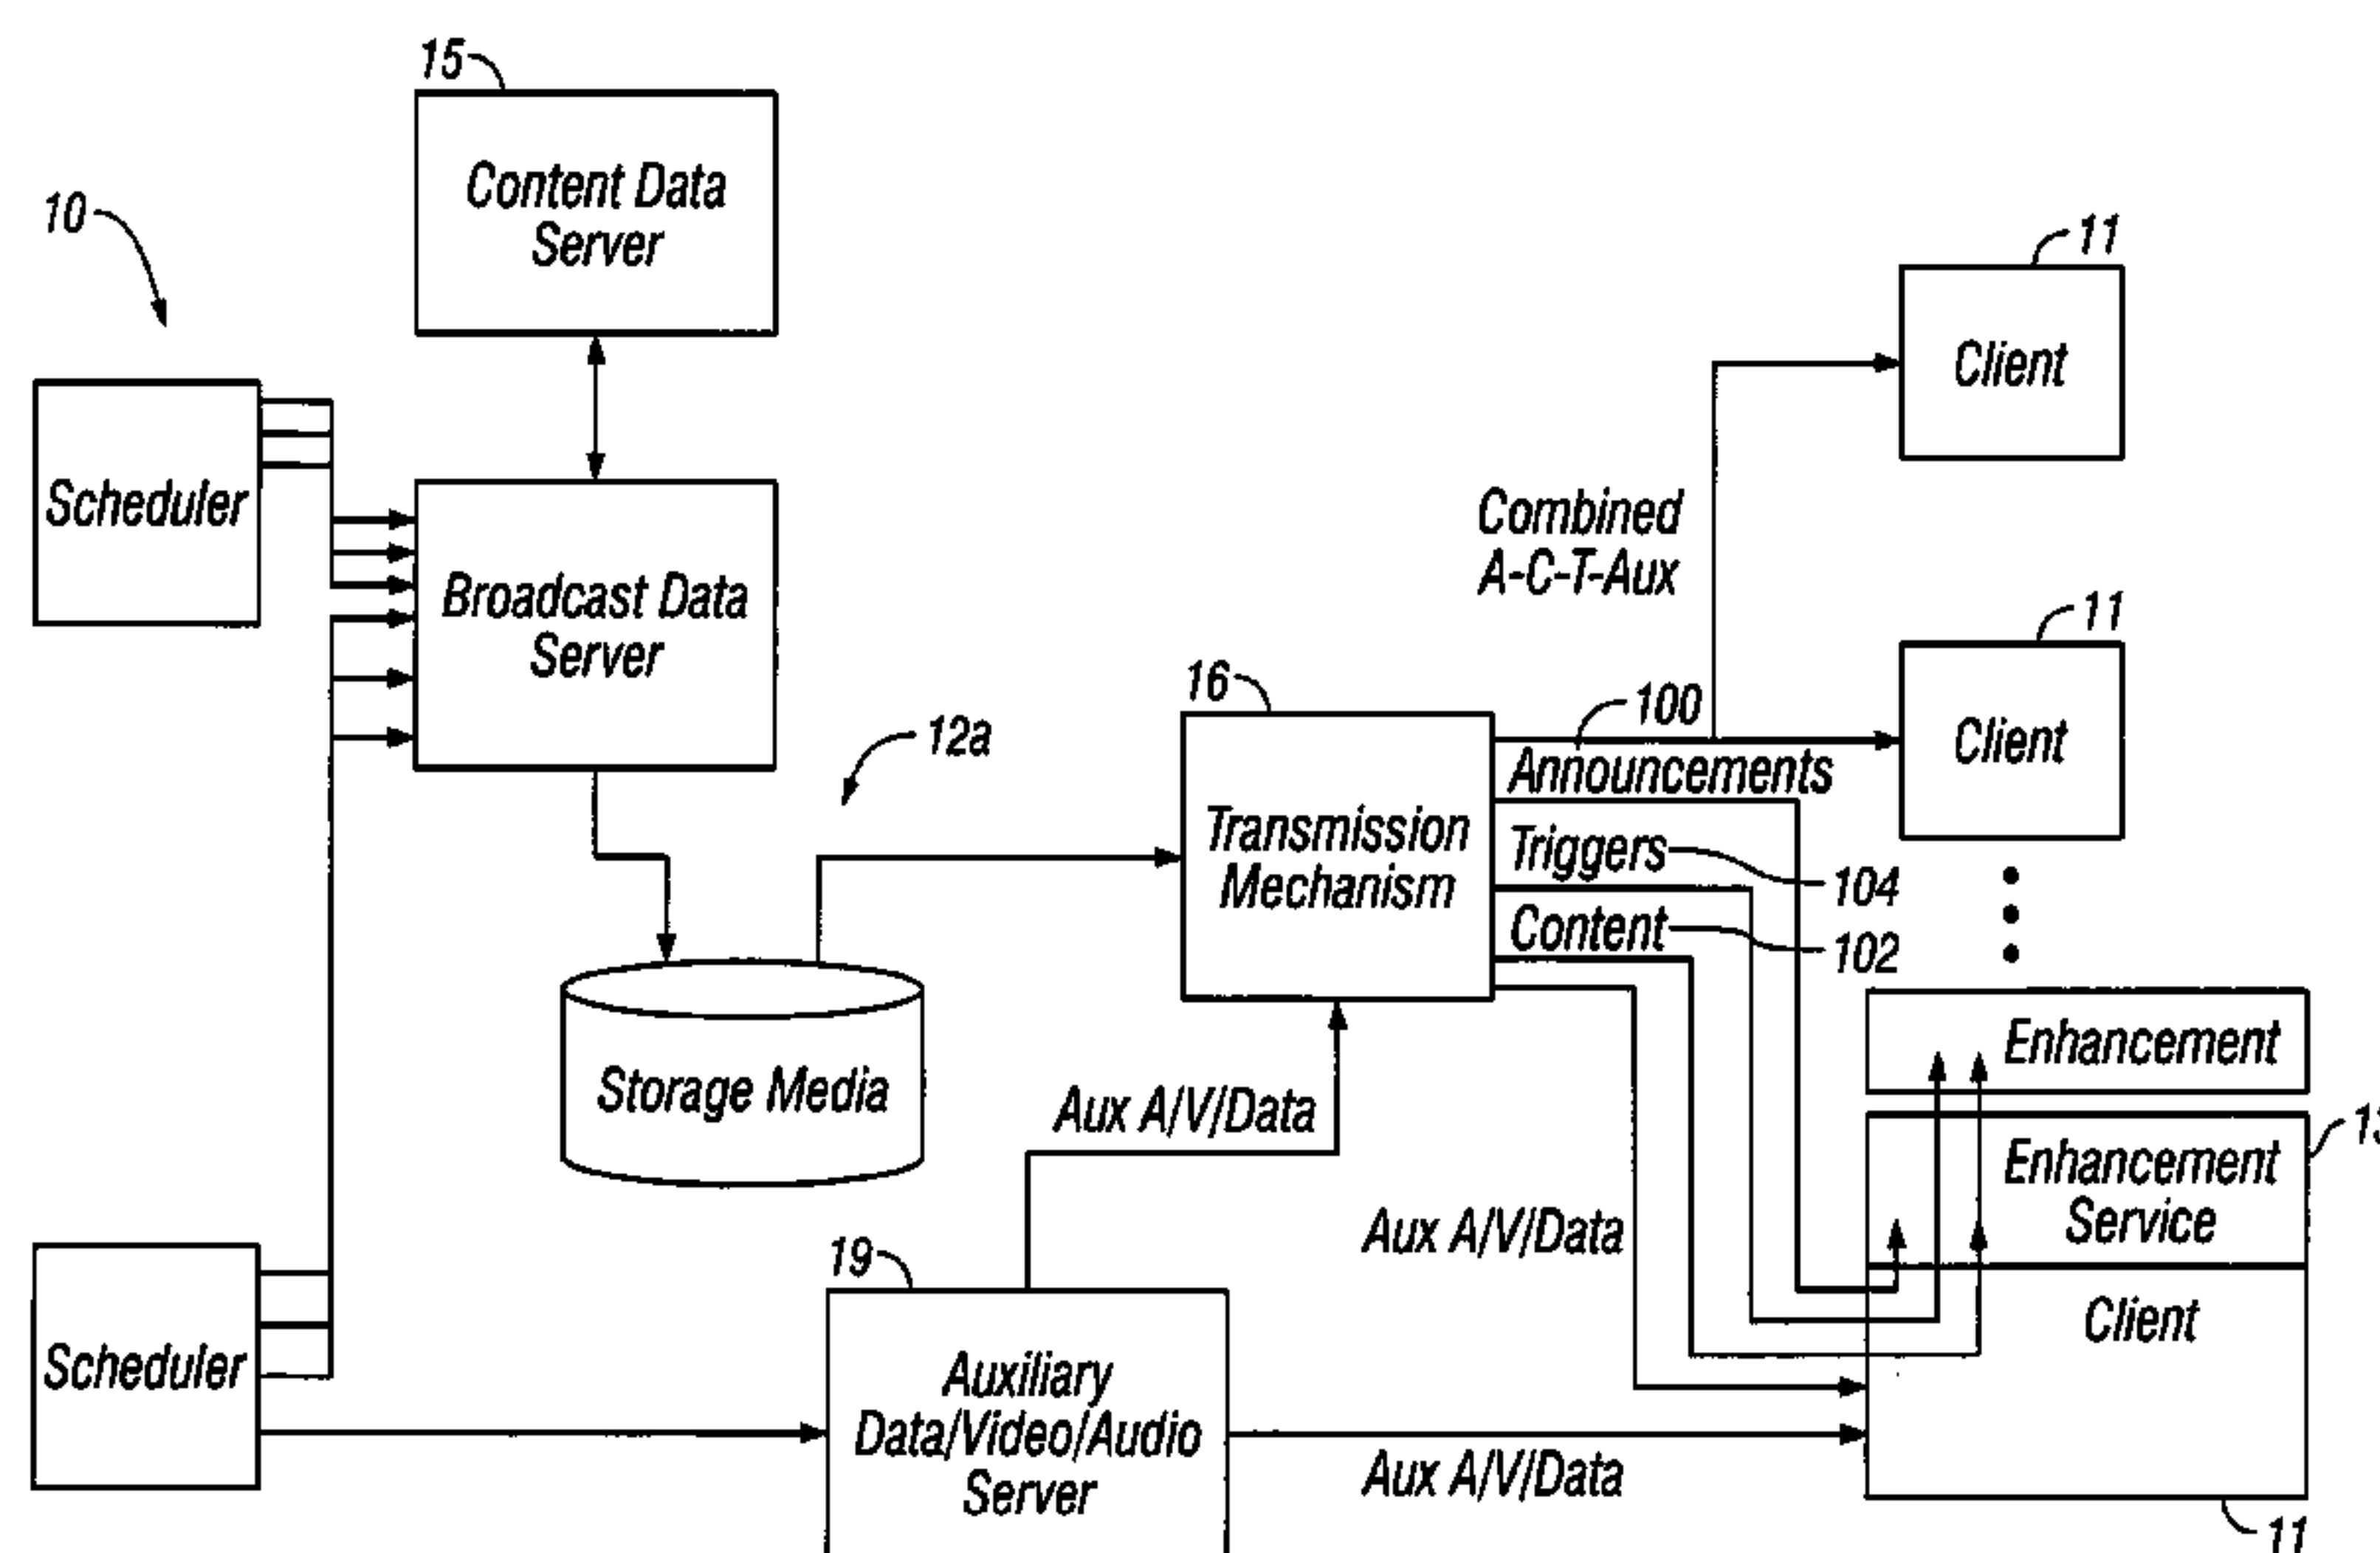 15
Content Data
Server
10
11
Client
Scheduler
Combined
A-C-T-Aux
Broadcast Data
Server
11
Client
16
100
12a
Announcements
Transmission
Mechanism
Triggers
104
Content
102
Enhancement
Storage Media
Aux A/V/Data
Enhancement
Service
Aux A/V/Data
19
Client
Scheduler
Auxiliary
Data/Video/Audio
Server
Aux A/V/Data
11